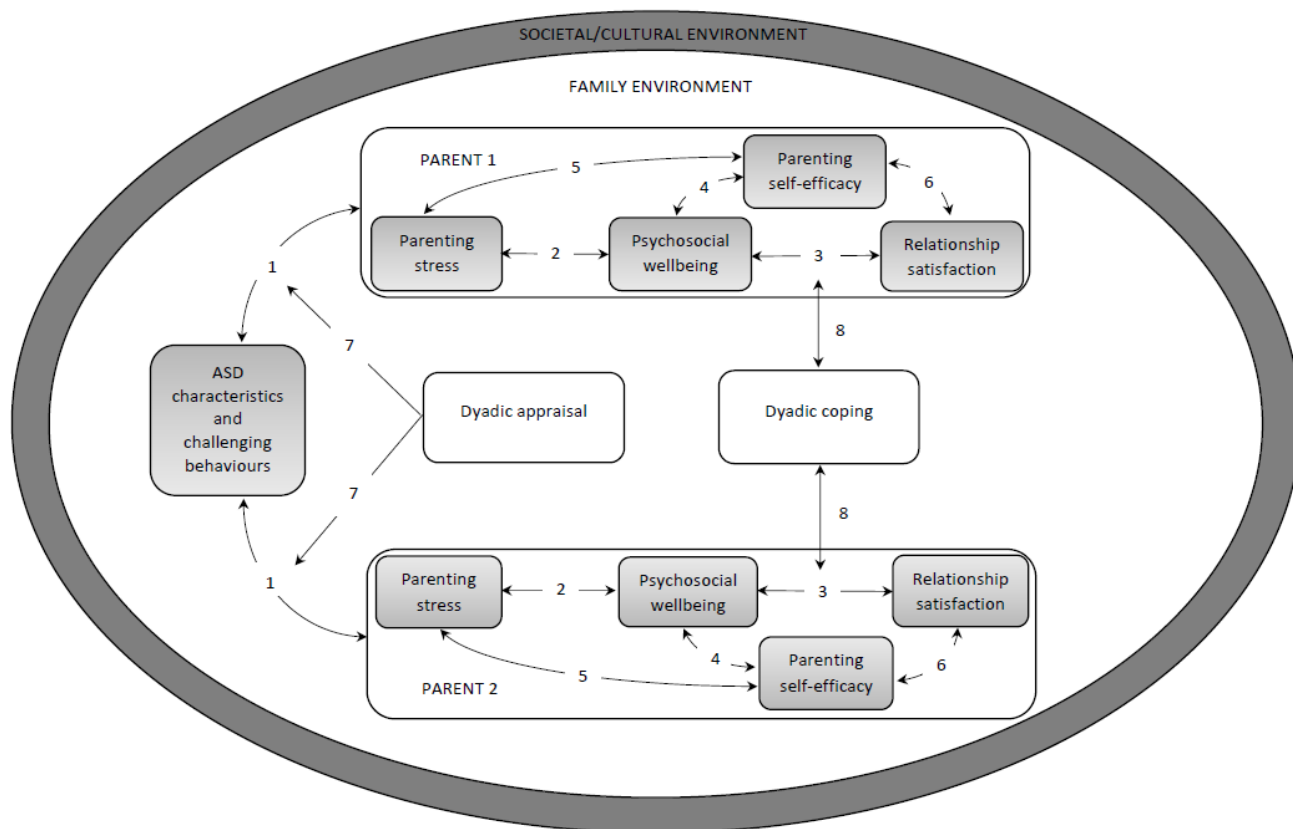 SOCIETAL/CULTURAL ENVIRONMENT
FAMILY ENVIRONMENT
PARENT 1
5
Parenting
self-efficacy
4
6
Parenting
stress
2
Psychosocial
wellbeing
3
Relationship
satisfaction
1
7
8
ASD
characteristics
and
challenging
behaviours
Dyadic appraisal
Dyadic coping
7
8
1
Parenting
stress
2
Psychosocial
wellbeing
3
Relationship
satisfaction
4
6
5
Parenting
self-efficacy
PARENT 2